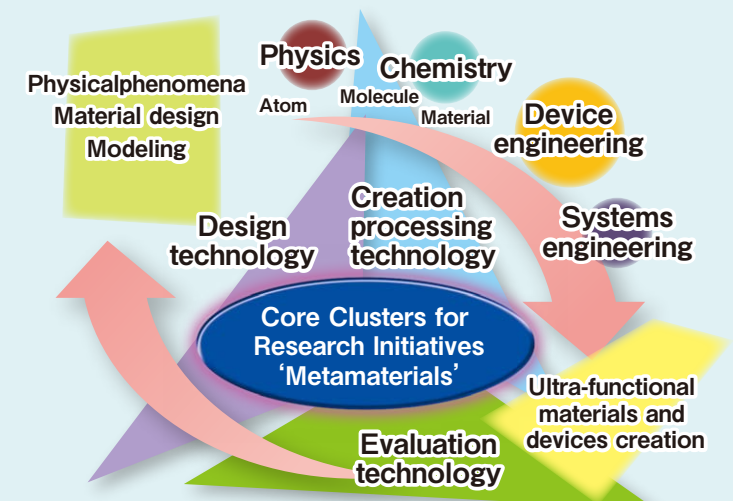 Physics
Chemistry
Physicalphenomena
Material design
Modeling
Atom
Molecule
Material
Device
engineering
Systems
engineering
Design
technology
Creation
processing
technology
Core Clusters for
Research Initiatives
‘Metamaterials’
Ultra-functional
materials and
devices creation
Evaluation
technology